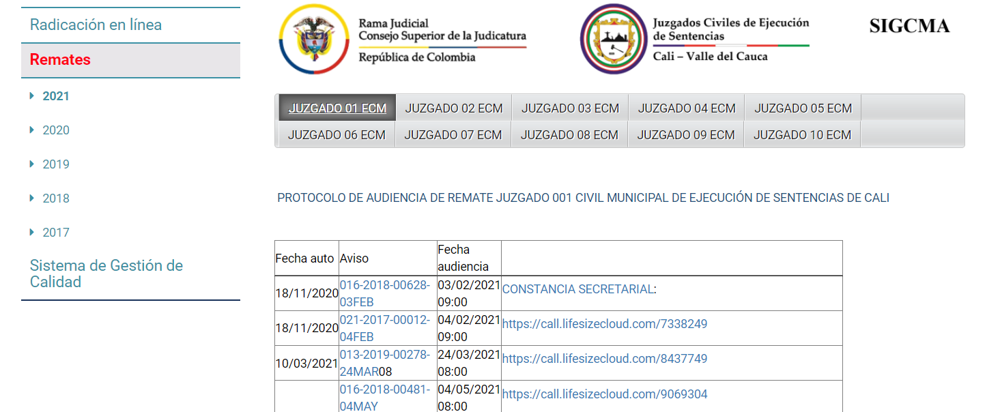 Radicación en línea
Remates
2021
2020
2019
2018
2017
Sistema de Gestión de
Calidad
Rama Judicial
Consejo Superior de la Judicatura
República de Colombia
Juzgados Civiles de Ejecución
de Sentencias
Cali – Valle del Cauca
SIGCMA
JUZGADO 01 ECM JUZGADO 02 ECM JUZGADO 03 ECM JUZGADO 04 ECM JUZGADO 05 ECM
JUZGADO 06 ECM JUZGADO 07 ECM JUZGADO 08 ECM JUZGADO 09 ECM JUZGADO 10 ECM
PROTOCOLO DE AUDIENCIA DE REMATE JUZGADO 001 CIVIL MUNICIPAL DE EJECUCIÓN DE SENTENCIAS DE CALI
Fecha auto
Aviso
Fecha
audiencia
18/11/2020
016-2018-00628-
03FEB
03/02/2021
09:00
CONSTANCIA SECRETARIAL:
18/11/2020
021-2017-00012-
04FEB
04/02/2021
09:00
https://call.lifesizecloud.com/7338249
10/03/2021
013-2019-00278-
24MAR08
24/03/2021
08:00
https://call.lifesizecloud.com/8437749
016-2018-00481-
04MAY
04/05/2021
08:00
https://call.lifesizecloud.com/9069304